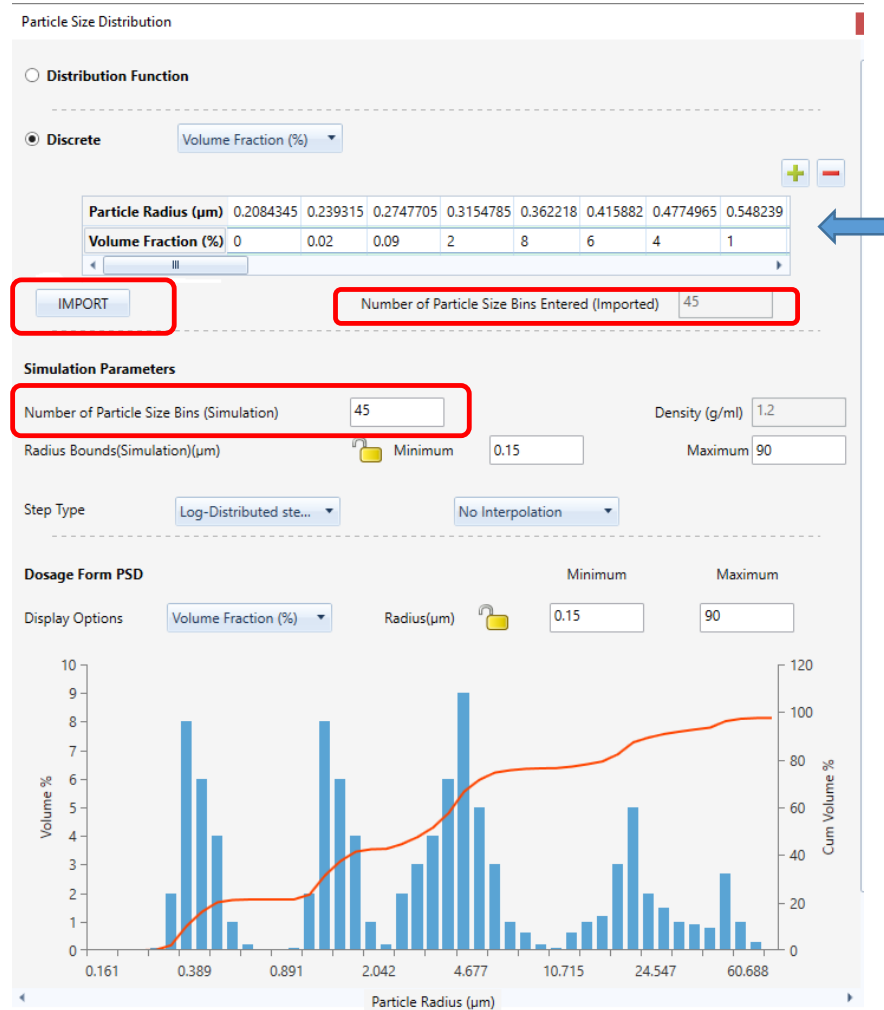 Particle Size Distribution
Distribution Function
Discrete Volume Fraction (%)
Particle Radius (µm) 0.2084345 0.239315 0.2747705 0.3154785 0.362218 0.415882 0.4774965 0.548239
Volume Fraction (%) 0 0.02 0.09 2 8 6 4 1
IMPORT Number of Particle Size Bins Entered (Imported) 45
Simulation Parameters
Number of Particle Size Bins (Simulation) 45 Density (g/ml) 1.2
Radius Bounds(Simulation)(µm) Minimum 0.15 Maximum 90
Step Type Log-Distributed ste... No Interpolation
Dosage Form PSD Minimum Maximum
Display Options Volume Fraction (%) Radius(µm) 0.15 90
10 120
9
8 100
7
6 80
Volume %
Cum Volume %
5 60
4
3 40
2 20
1
0 0
0.161 0.389 0.891 2.042 4.677 10.715 24.547 60.688
Particle Radius (µm)